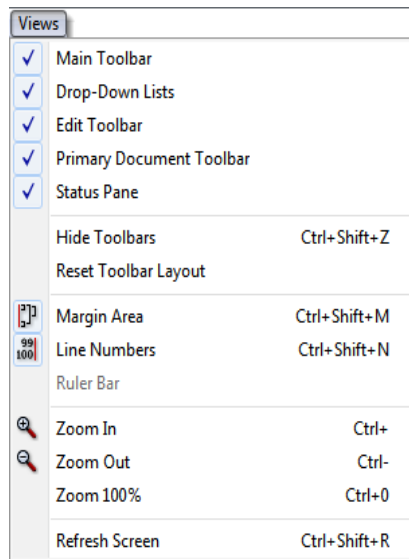 Views
Main Toolbar
Drop-Down Lists
Edit Toolbar
Primary Document Toolbar
Status Pane
Hide Toolbars Ctrl+Shift+Z
Reset Toolbar Layout
Margin Area Ctrl+Shift+M
99
100 Line Numbers Ctrl+Shift+N
Ruler Bar
Zoom In Ctrl+
Zoom Out Ctrl-
Zoom 100% Ctrl+0
Refresh Screen Ctrl+Shift+R